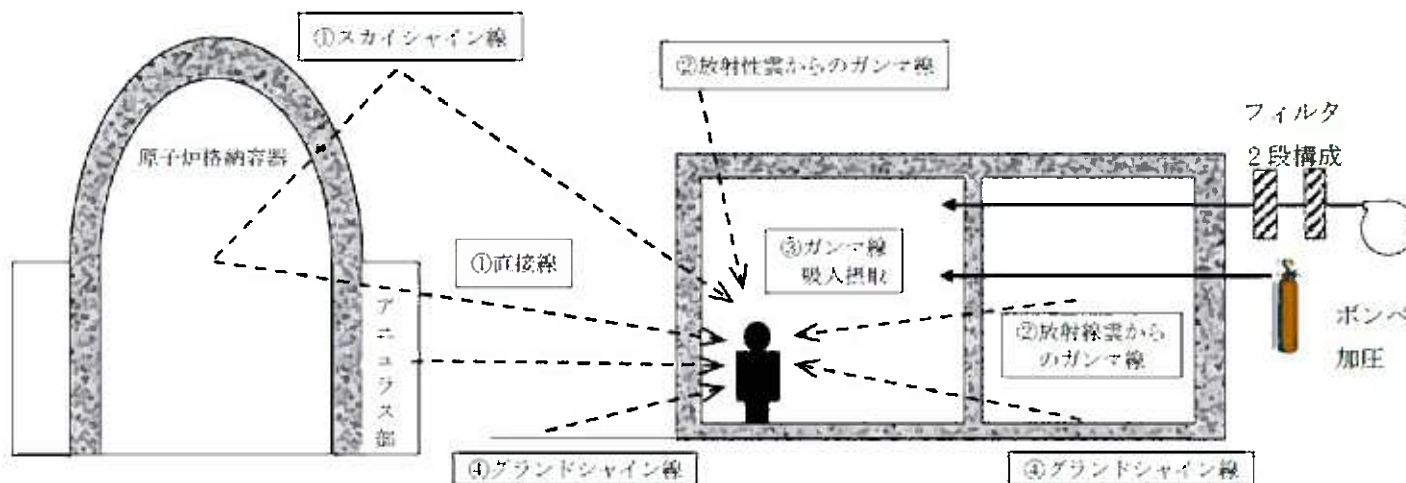 ①スカイシャイン線
②放射性雲からのガンマ線
フィルタ
2段構成
原子炉格納容器
①直接線
③ガンマ線
吸入摂取
アニュラス部
②放射線雲から
のガンマ線
ボンベ
加圧
④グランドシャイン線
④グランドシャイン線